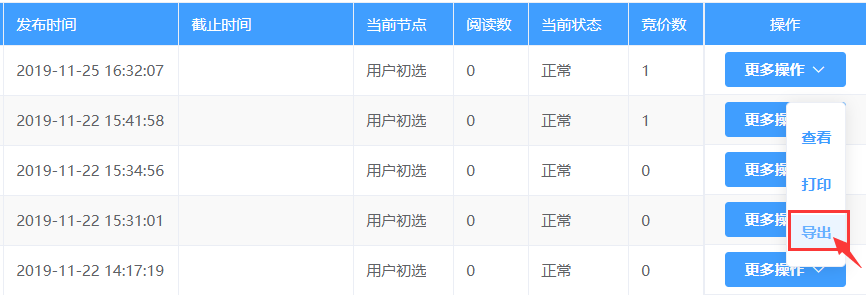 发布时间 截止时间 当前节点 阅读数 当前状态 竞价数 操作
2019-11-25 16:32:07 用户初选 0 正常 1 更多操作
2019-11-22 15:41:58 用户初选 0 正常 1 更多操
查看
2019-11-22 15:34:56 用户初选 0 正常 0 更多操
打印
2019-11-22 15:31:01 用户初选 0 正常 0 更多操
导出
2019-11-22 14:17:19 用户初选 0 正常 0 更多操作